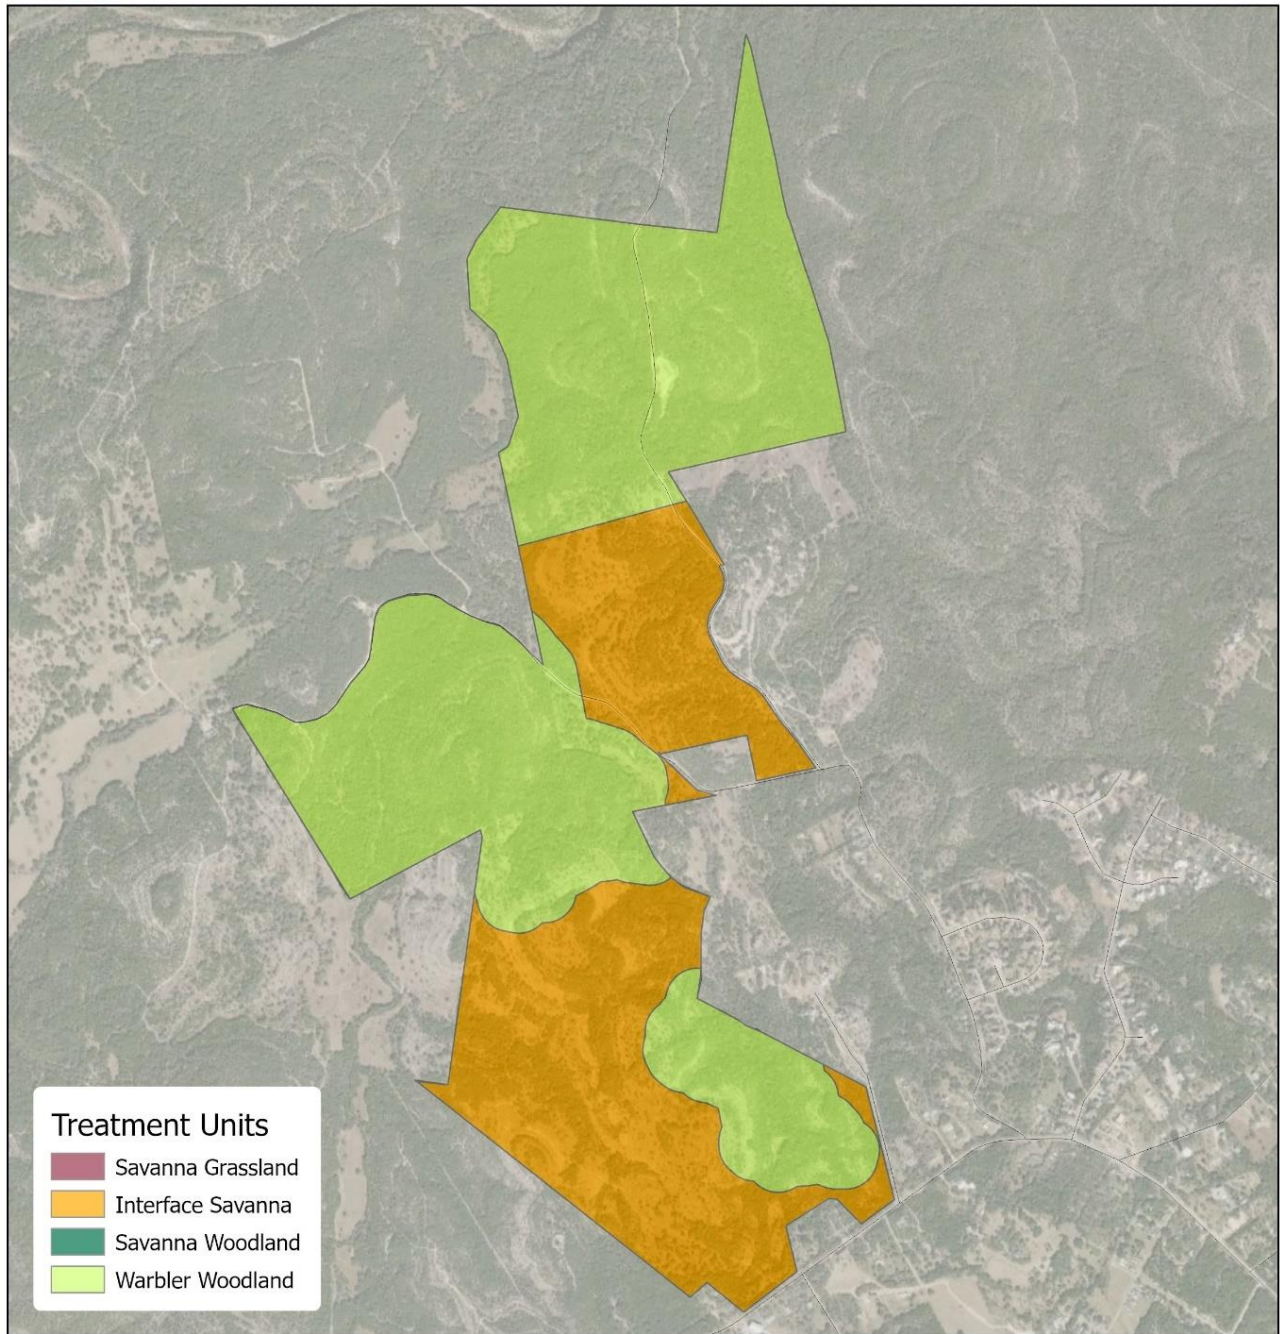 Treatment Units
Savanna Grassland
Interface Savanna
Savanna Woodland
Warbler Woodland